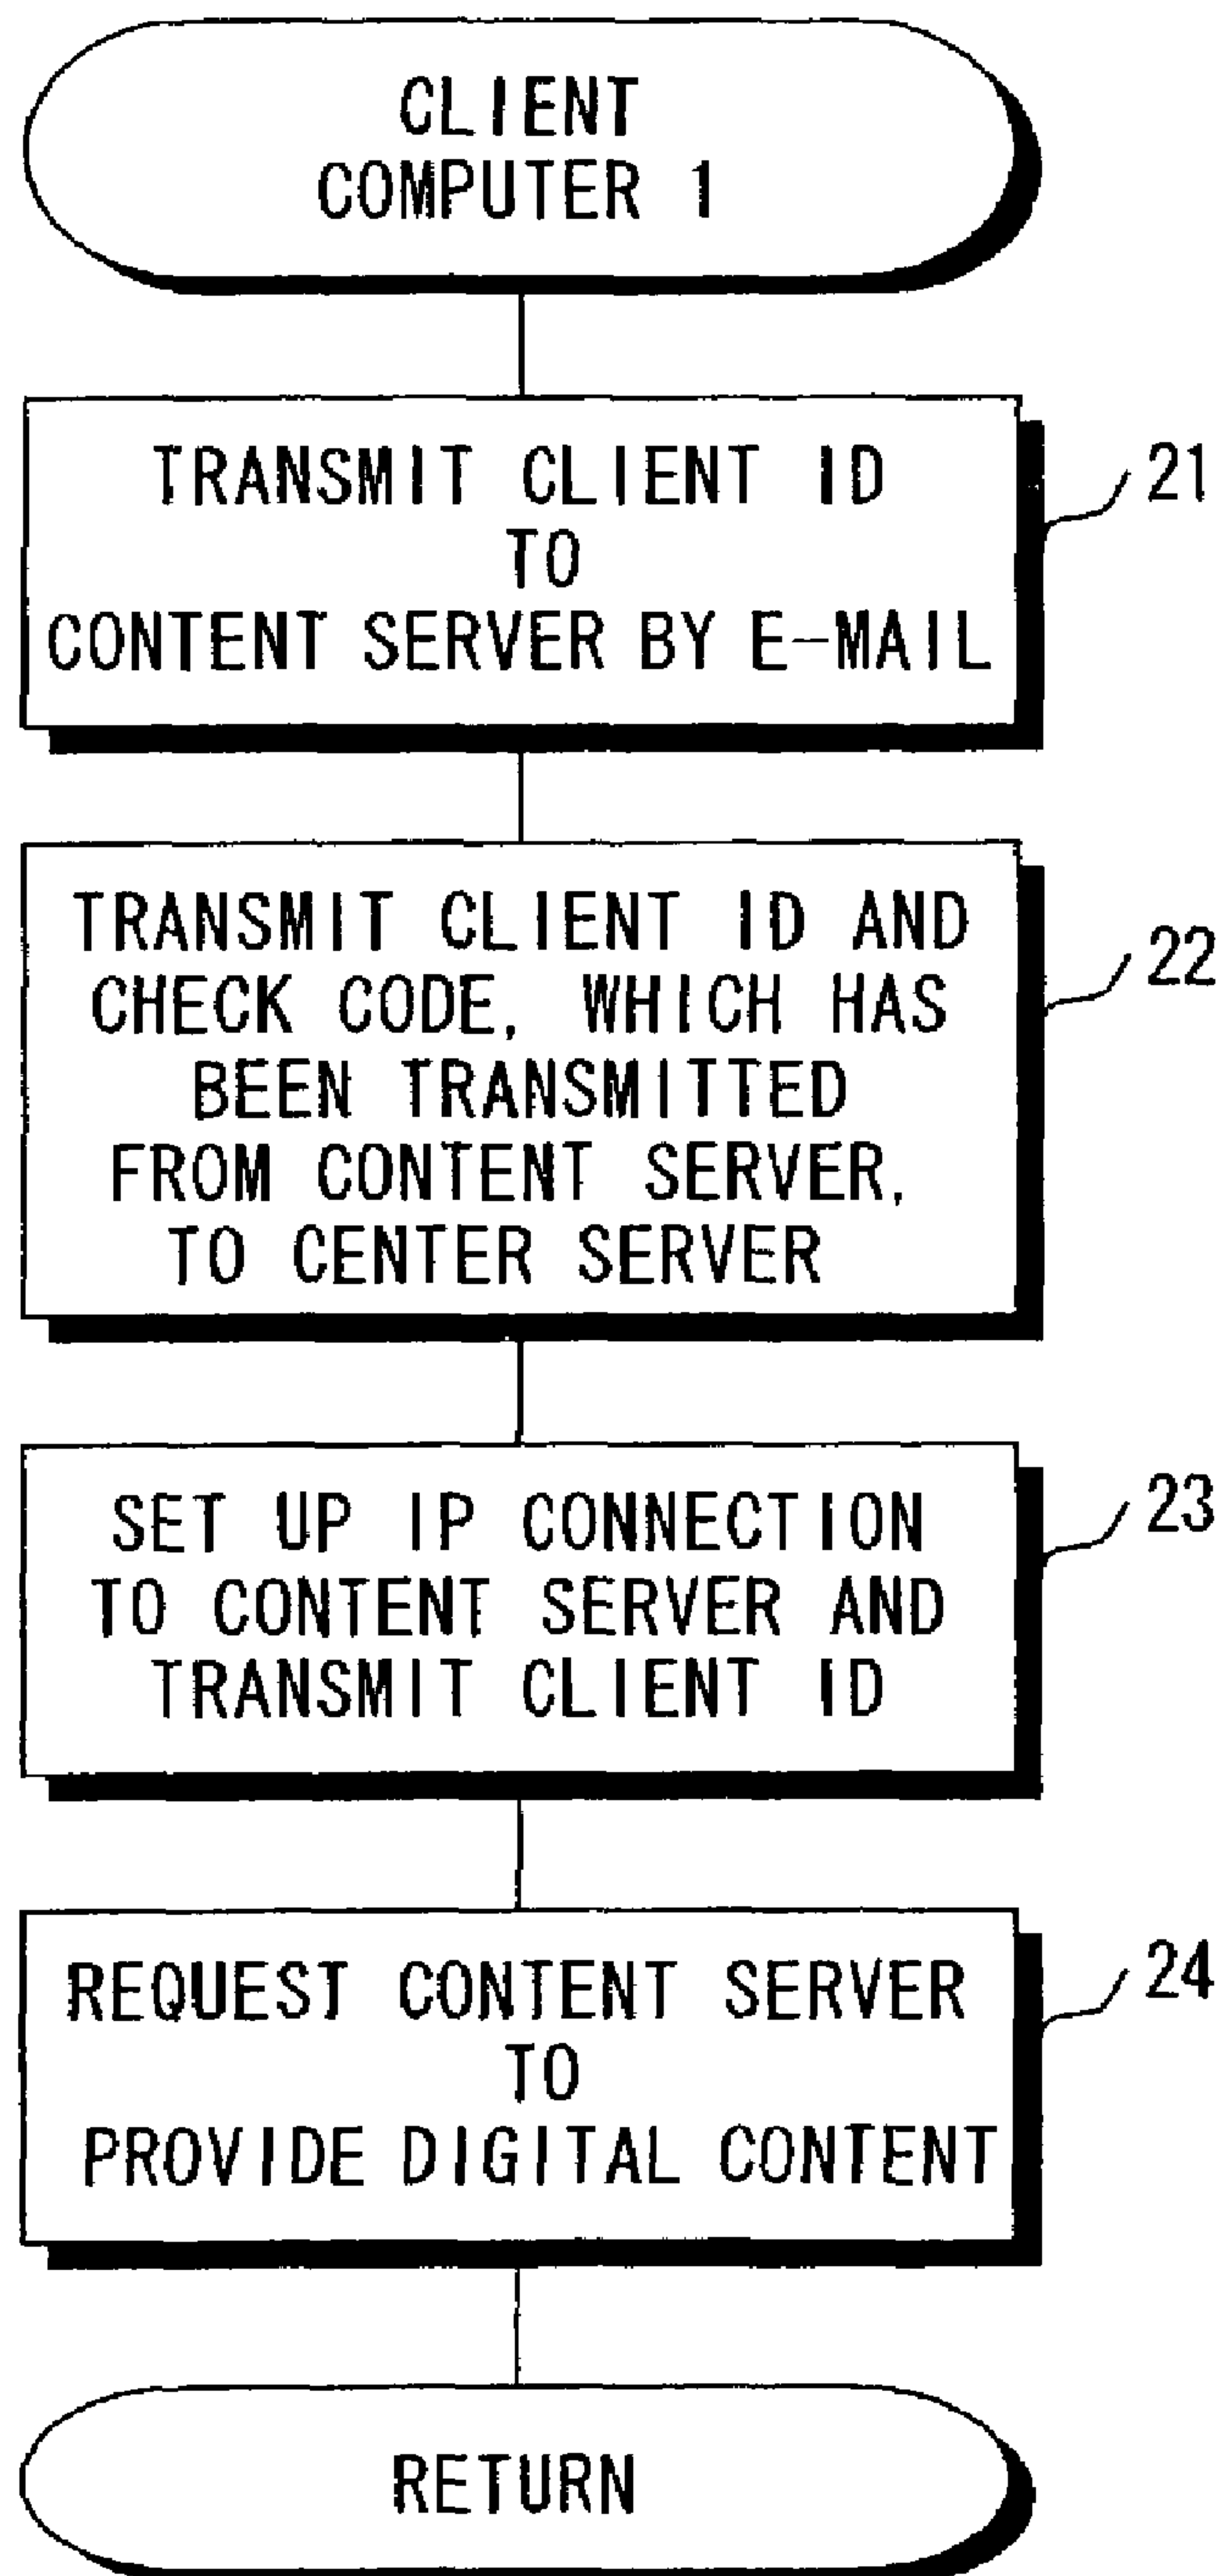 CLIENT
COMPUTER 1
TRANSMIT CLIENT ID
TO
CONTENT SERVER BY E-MAIL
21
TRANSMIT CLIENT ID AND
CHECK CODE, WHICH HAS
BEEN TRANSMITTED
FROM CONTENT SERVER,
TO CENTER SERVER
22
SET UP IP CONNECTION
TO CONTENT SERVER AND
TRANSMIT CLIENT ID
23
REQUEST CONTENT SERVER
TO
PROVIDE DIGITAL CONTENT
24
RETURN